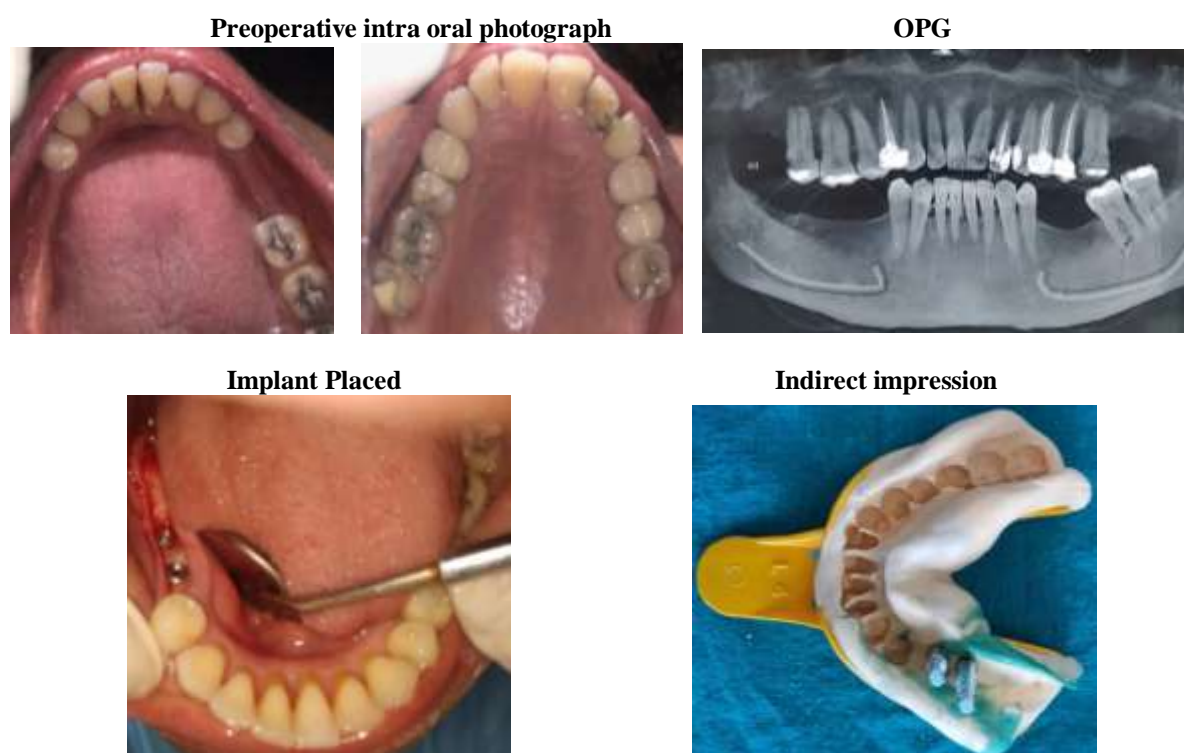 Preoperative intra oral photograph
OPG
Implant Placed
Indirect impression